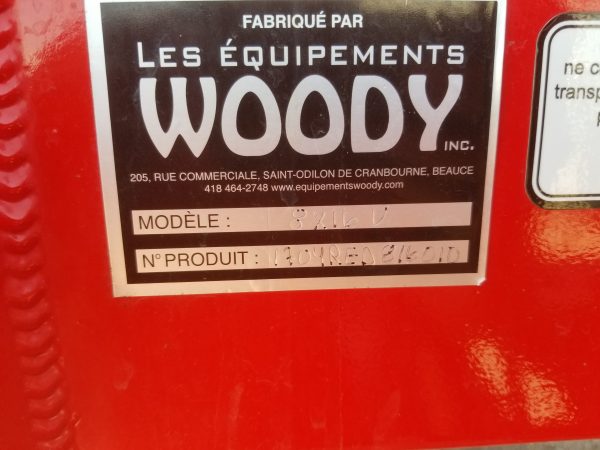 FABRIQUÉ PAR
LES ÉQUIPEMENTS
WOODY INC.
205, RUE COMMERCIALE, SAINT-ODILON DE CRANBOURNE, BEAUCE
418 464-2748 www.equipementswoody.com
MODÈLE : 8X16 V
N° PRODUIT :
ne c
transp
p